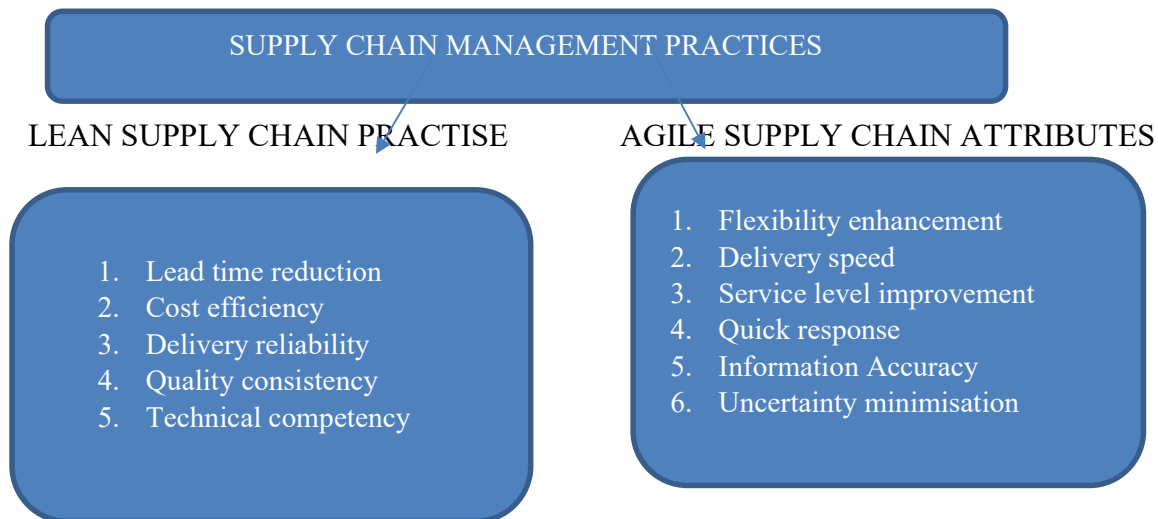 SUPPLY CHAIN MANAGEMENT PRACTICES
LEAN SUPPLY CHAIN PRACTISE
1. Lead time reduction
2. Cost efficiency
3. Delivery reliability
4. Quality consistency
5. Technical competency
AGILE SUPPLY CHAIN ATTRIBUTES
1. Flexibility enhancement
2. Delivery speed
3. Service level improvement
4. Quick response
5. Information Accuracy
6. Uncertainty minimisation